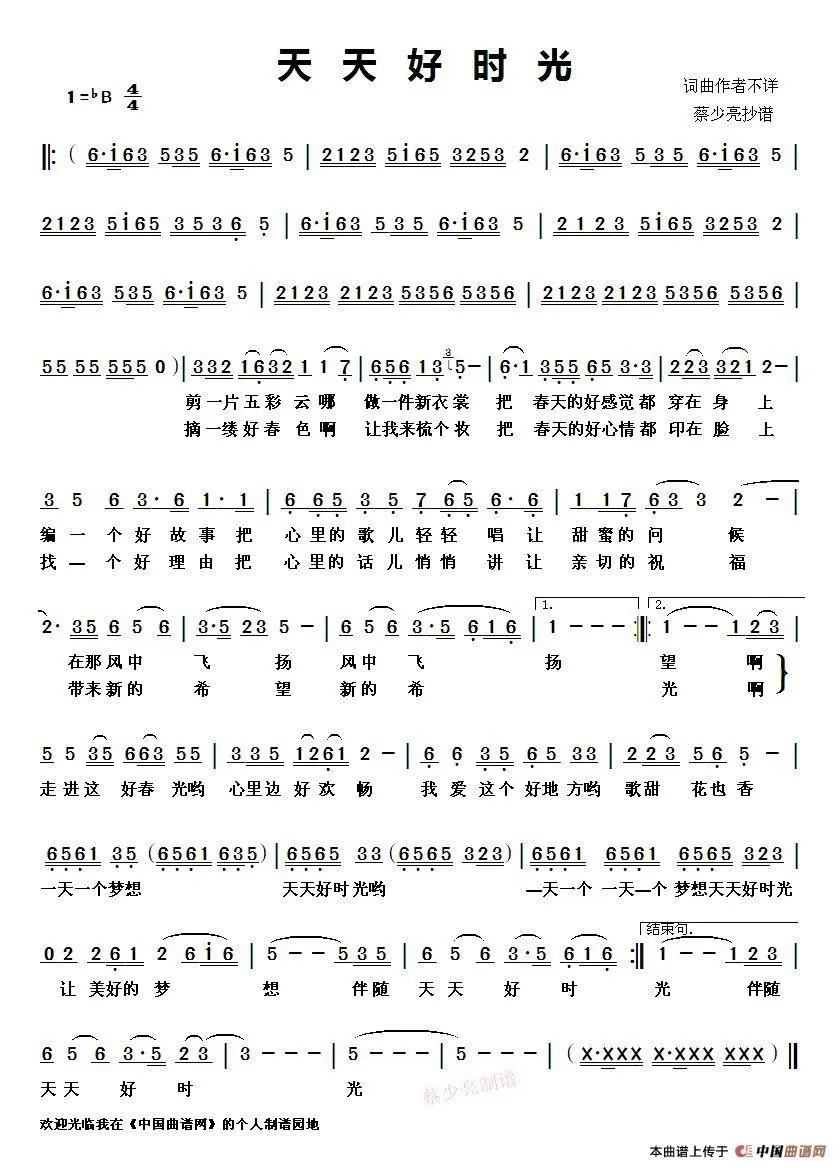 天天好时光
1=♭B 4/4
词曲作者不详
蔡少亮抄谱
‖:( 6·i63 535 6·i63 5 | 2123 5i65 3253 2 | 6·i63 535 6·i63 5 |
2123 5i65 3536 5 | 6·i63 535 6·i63 5 | 2123 5i65 3253 2 |
6·i63 535 6·i63 5 | 2123 2123 5356 5356 | 2123 2123 5356 5356
55 55 555 0 )| 332 1632 1 1 7 | 656 13 3 5·— | 6·1 355 65 3·3 | 223 321 2— |
剪一片五彩云哪 做一件新衣裳 把 春天的好感觉都 穿在身上
摘一缕好春色啊 让我来梳个妆 把 春天的好心情都 印在脸上
3 5 6 3·6 1·1 | 6 65 3 5 7 65 6·6 | 1 17 63 3 2 — |
编一个好故事把 心里的歌儿轻轻唱让 甜蜜的问候
找一个好理由把 心里的话儿悄悄讲让 亲切的祝福
2· 35 6 56 | 3·5 23 5 — | 6 56 3·5 616 | 1. 1 — — — :‖: 2. 1 — — 123 |
在那风中飞扬 风中飞扬 望啊
带来新的希望 新的希 光啊
5 5 35 663 55 | 335 1261 2 — | 6 6 35 65 33 | 223 56 5 — |
走进这好春光哟 心里边好欢畅 我爱这个好地方哟 歌甜花也香
6561 35 (6561 635) | 6565 33 (6565 323) | 6561 6561 6565 323 |
一天一个梦想 天天好时光哟 一天一个 一天一个 梦想天天好时光
02 261 2 6i6 | 5 — — 535 | 6 56 3·5 616 :‖ 结束句. 1 — — 123 |
让美好的梦想 伴随天天好时光 伴随
6 56 3·5 23 | 3 — — — | 5 — — — | 5 — — — | (X·XXX X·XXX XXX) ‖
天天好时光
蔡少亮制谱
欢迎光临我在《中国曲谱网》的个人制谱园地
本曲谱上传于 中国曲谱网